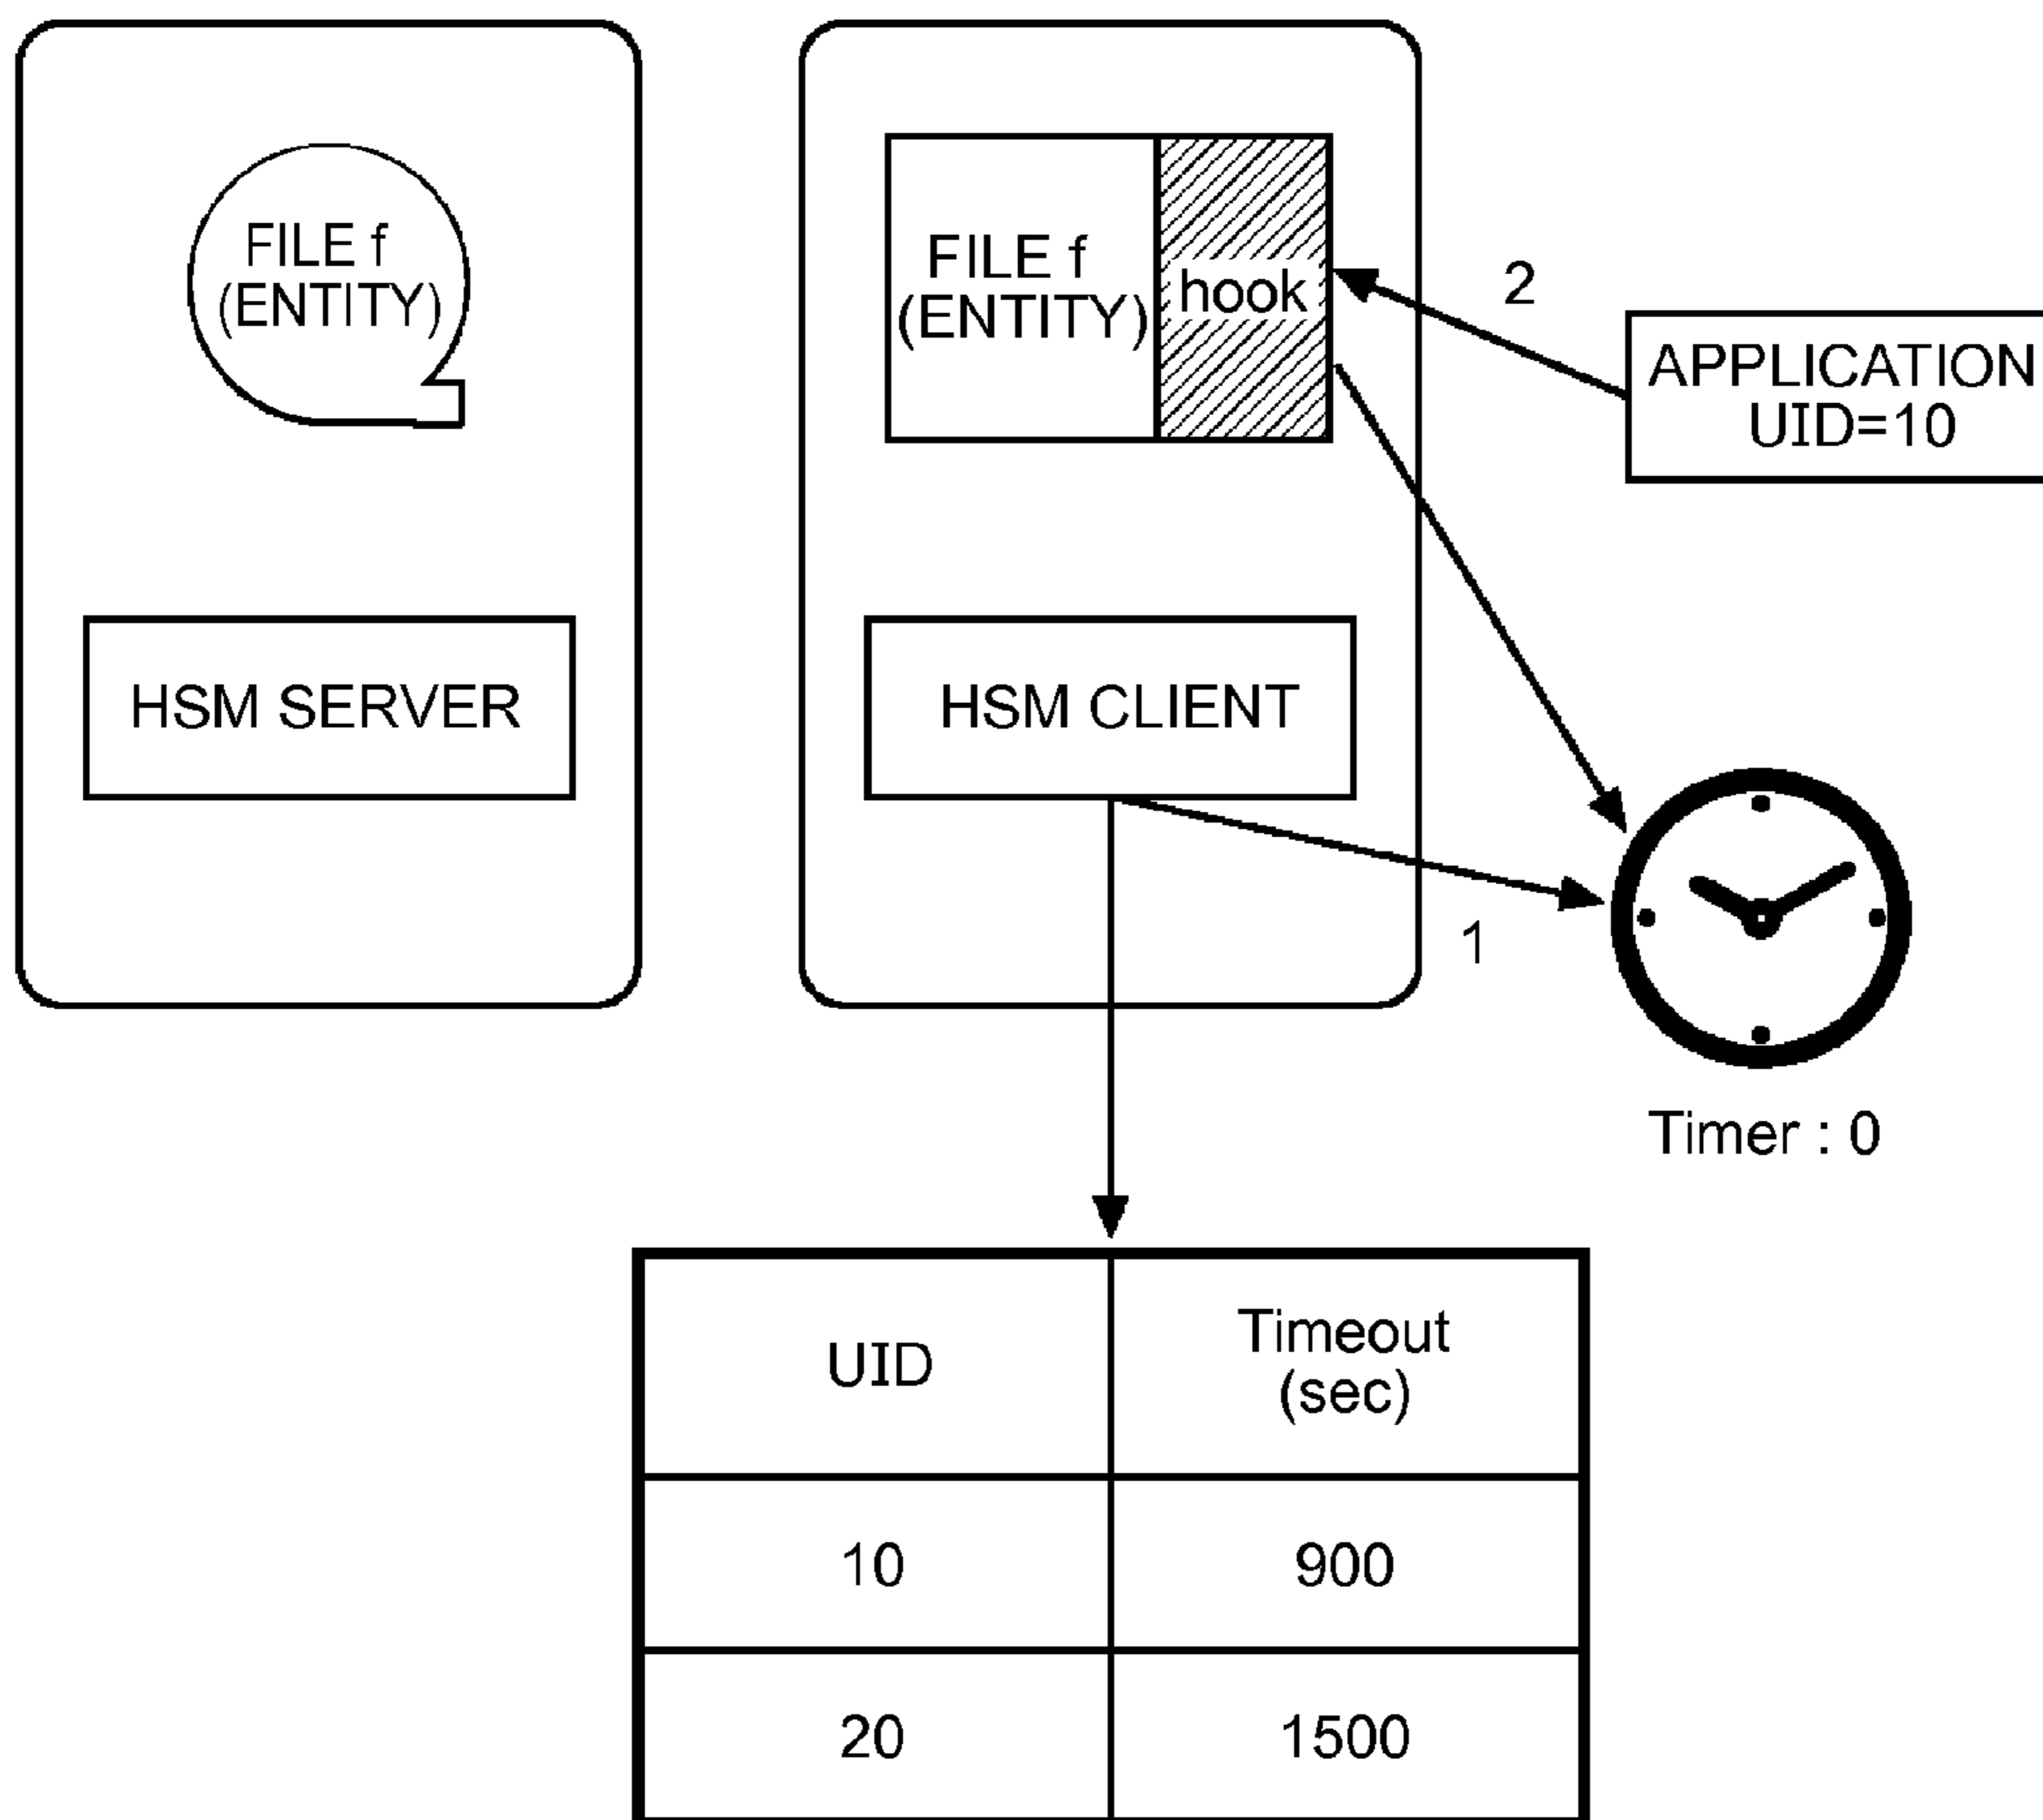 FILE f
(ENTITY)
HSM SERVER
FILE f
(ENTITY)
hook
HSM CLIENT
2
APPLICATION
UID=10
1
Timer : 0
UID
Timeout
(sec)
10
900
20
1500